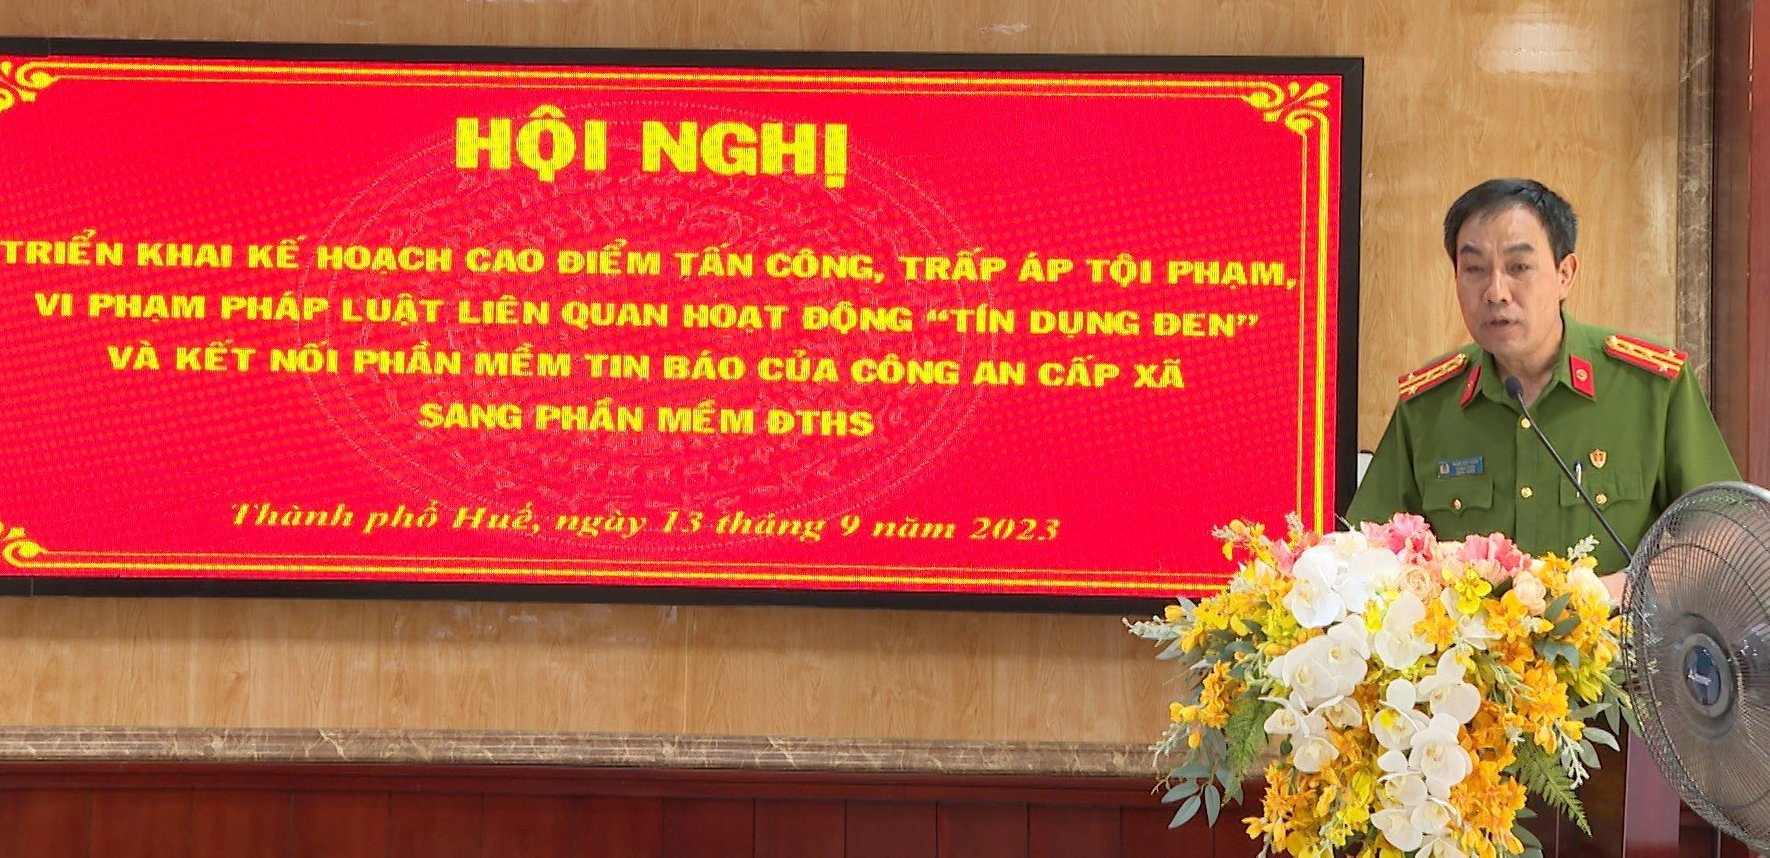 HỘI NGHỊ
TRIỂN KHAI KẾ HOẠCH CAO ĐIỂM TẤN CÔNG, TRẤP ÁP TỘI PHẠM,
VI PHẠM PHÁP LUẬT LIÊN QUAN HOẠT ĐỘNG “TÍN DỤNG ĐEN”
VÀ KẾT NỐI PHẦN MỀM TIN BÁO CỦA CÔNG AN CẤP XÃ
SANG PHẦN MỀM ĐTHS
Thành phố Huế, ngày 13 tháng 9 năm 2023